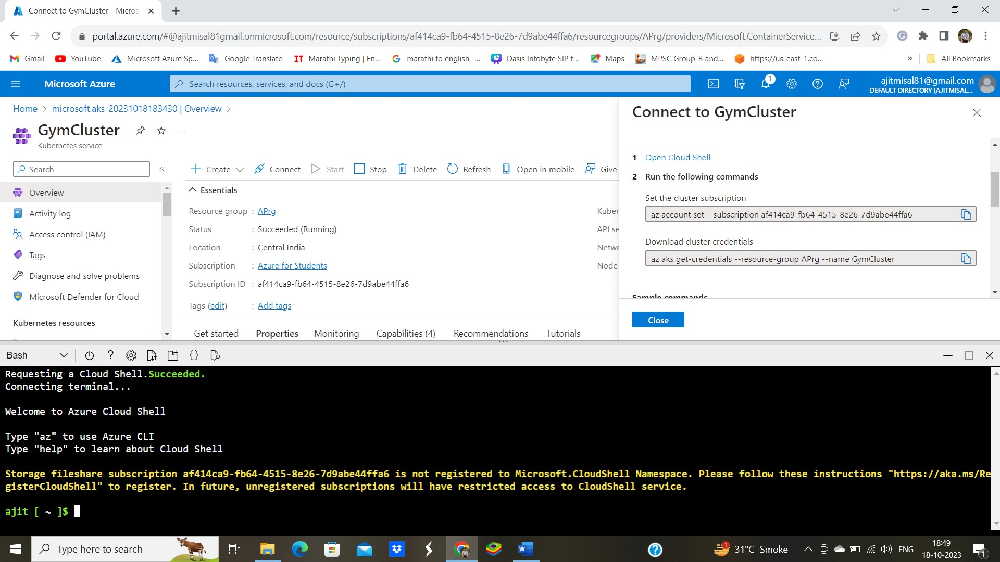 Connect to GymCluster - Micros
portal.azure.com/#@ajitmisal81gmail.onmicrosoft.com/resource/subscriptions/af414ca9-fb64-4515-8e26-7d9abe44ffa6/resourcegroups/APrg/providers/Microsoft.ContainerService...
Gmail YouTube Microsoft Azure Sp... Google Translate Marathi Typing | En... marathi to english -... Oasis Infobyte SIP t... Maps MPSC Group-B and... https://us-east-1.co... » All Bookmarks
Microsoft Azure
Search resources, services, and docs (G+/)
1
ajitmisal81@gmail.com
DEFAULT DIRECTORY (AJITMISAL...
Home > microsoft.aks-20231018183430 | Overview >
GymCluster
Kubernetes service
Search
Overview
Activity log
Access control (IAM)
Tags
Diagnose and solve problems
Microsoft Defender for Cloud
Kubernetes resources
Create Connect Start Stop Delete Refresh Open in mobile Give
Essentials
Resource group : APrg
Status : Succeeded (Running)
Location : Central India
Subscription : Azure for Students
Subscription ID : af414ca9-fb64-4515-8e26-7d9abe44ffa6
Tags (edit) : Add tags
Kuber
API se
Netwo
Node
Get started Properties Monitoring Capabilities (4) Recommendations Tutorials
Connect to GymCluster
1 Open Cloud Shell
2 Run the following commands
Set the cluster subscription
az account set --subscription af414ca9-fb64-4515-8e26-7d9abe44ffa6
Download cluster credentials
az aks get-credentials --resource-group APrg --name GymCluster
Sample commands
Close
Bash
Requesting a Cloud Shell.Succeeded.
Connecting terminal...
Welcome to Azure Cloud Shell
Type "az" to use Azure CLI
Type "help" to learn about Cloud Shell
Storage fileshare subscription af414ca9-fb64-4515-8e26-7d9abe44ffa6 is not registered to Microsoft.CloudShell Namespace. Please follow these instructions "https://aka.ms/Re
gisterCloudShell" to register. In future, unregistered subscriptions will have restricted access to CloudShell service.
ajit [ ~ ]$
Type here to search
1
31°C Smoke
ENG
18:49
18-10-2023
1